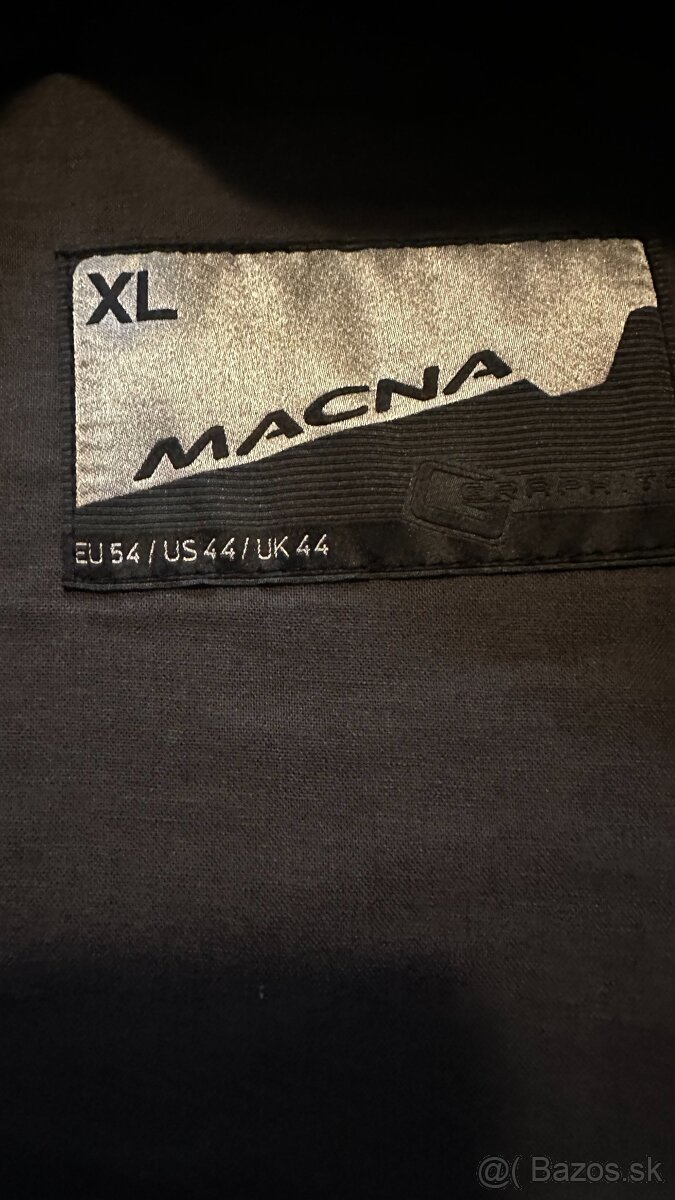 XL
MACNA
EU 54 / US 44 / UK 44
@( Bazos.sk